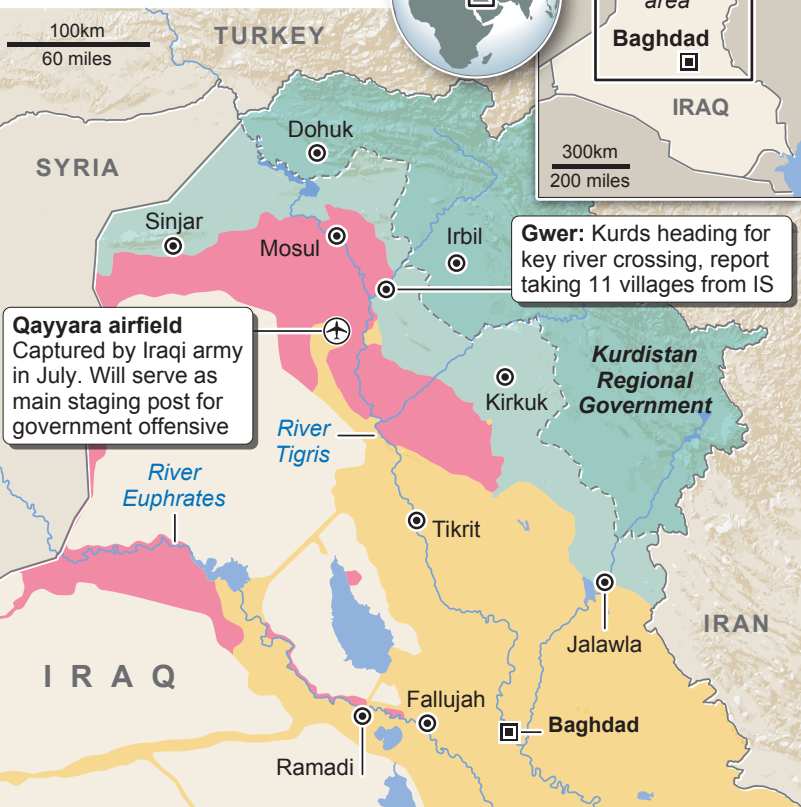 100km
60 miles
TURKEY
area
Baghdad
IRAQ
300km
200 miles
SYRIA
Dohuk
Sinjar
Mosul
Irbil
Gwer: Kurds heading for
key river crossing, report
taking 11 villages from IS
Qayyara airfield
Captured by Iraqi army
in July. Will serve as
main staging post for
government offensive
Kurdistan
Regional
Government
Kirkuk
River
Tigris
River
Euphrates
Tikrit
Jalawla
IRAN
IRAQ
Fallujah
Baghdad
Ramadi